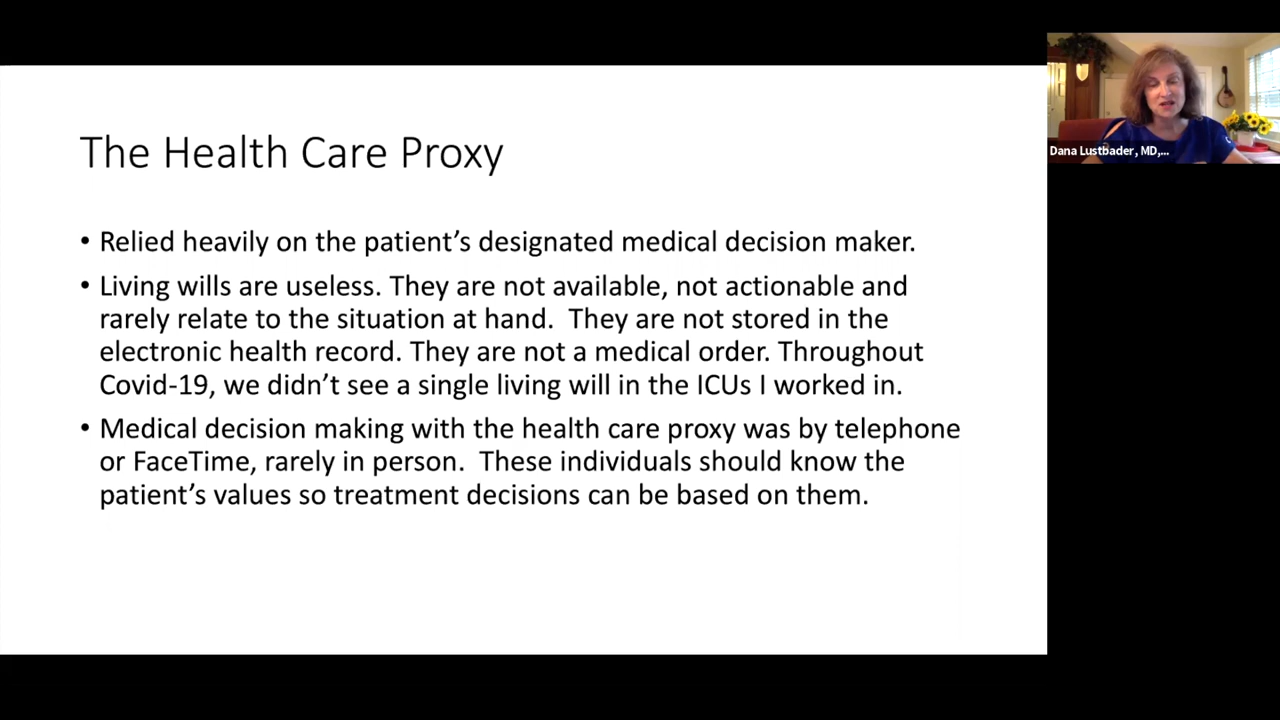 The Health Care Proxy
• Relied heavily on the patient’s designated medical decision maker.
• Living wills are useless. They are not available, not actionable and
rarely relate to the situation at hand.  They are not stored in the
electronic health record. They are not a medical order. Throughout
Covid-19, we didn’t see a single living will in the ICUs I worked in.
• Medical decision making with the health care proxy was by telephone
or FaceTime, rarely in person.  These individuals should know the
patient’s values so treatment decisions can be based on them.
Dana Lustbader, MD,...